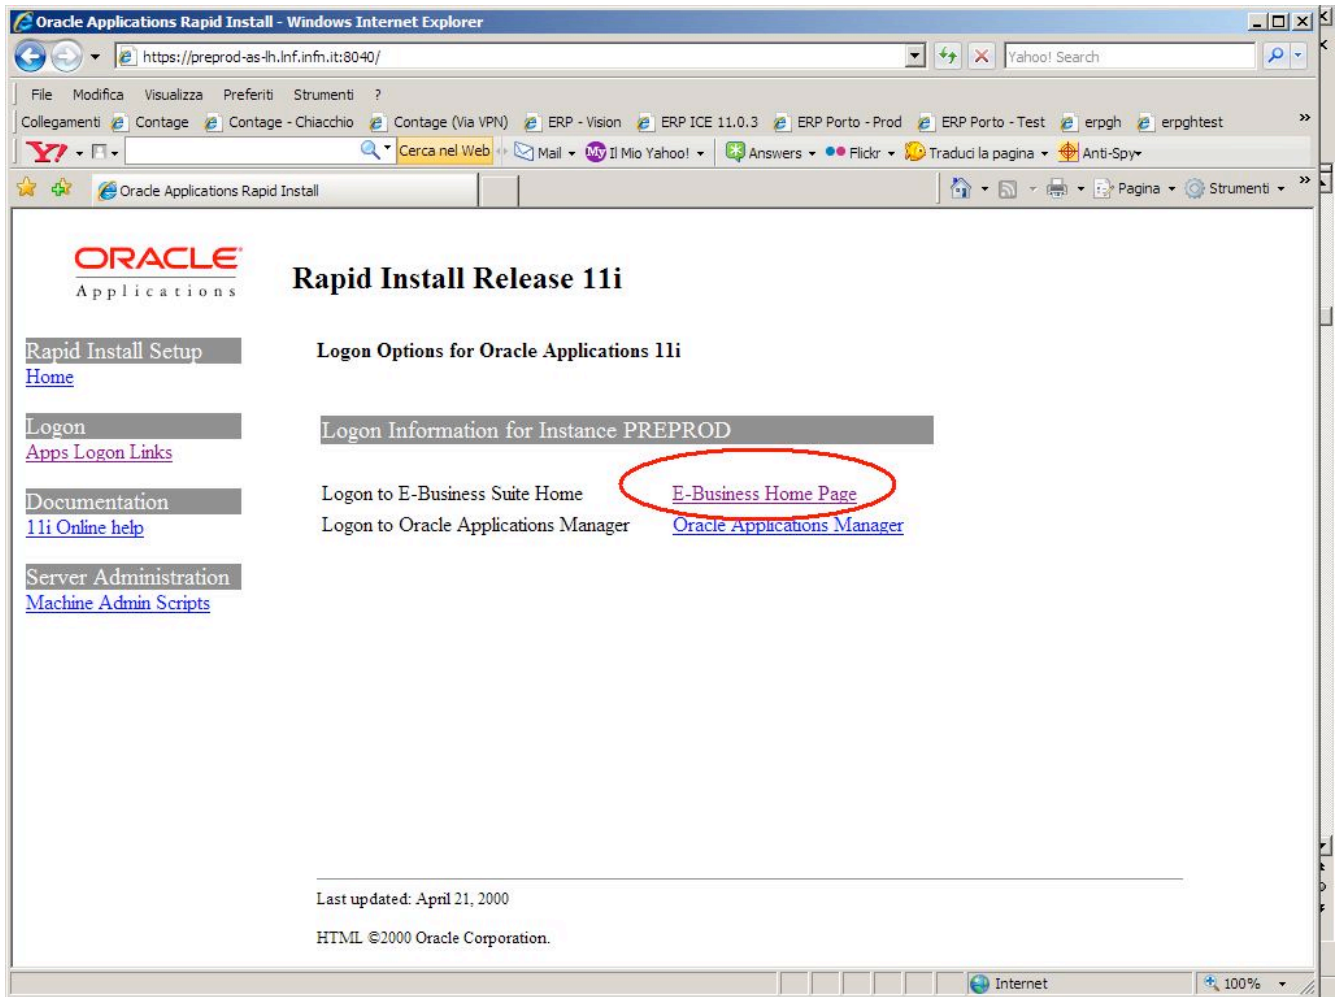 Oracle Applications Rapid Install - Windows Internet Explorer
https://preprod-as-lh.lnf.infn.it:8040/
Yahoo! Search
File Modifica Visualizza Preferiti Strumenti ?
Collegamenti Contage Contage - Chiacchio Contage (Via VPN) ERP - Vision ERP ICE 11.0.3 ERP Porto - Prod ERP Porto - Test erpgh erpghtest »
Y! Cerca nel Web Mail My Il Mio Yahoo! Answers Flickr Traduci la pagina Anti-Spy
Oracle Applications Rapid Install Pagina Strumenti »
ORACLE
Applications
Rapid Install Release 11i
Rapid Install Setup
Home
Logon
Apps Logon Links
Documentation
11i Online help
Server Administration
Machine Admin Scripts
Logon Options for Oracle Applications 11i
Logon Information for Instance PREPROD
Logon to E-Business Suite Home E-Business Home Page
Logon to Oracle Applications Manager Oracle Applications Manager
Last updated: April 21, 2000
HTML ©2000 Oracle Corporation.
Internet 100%